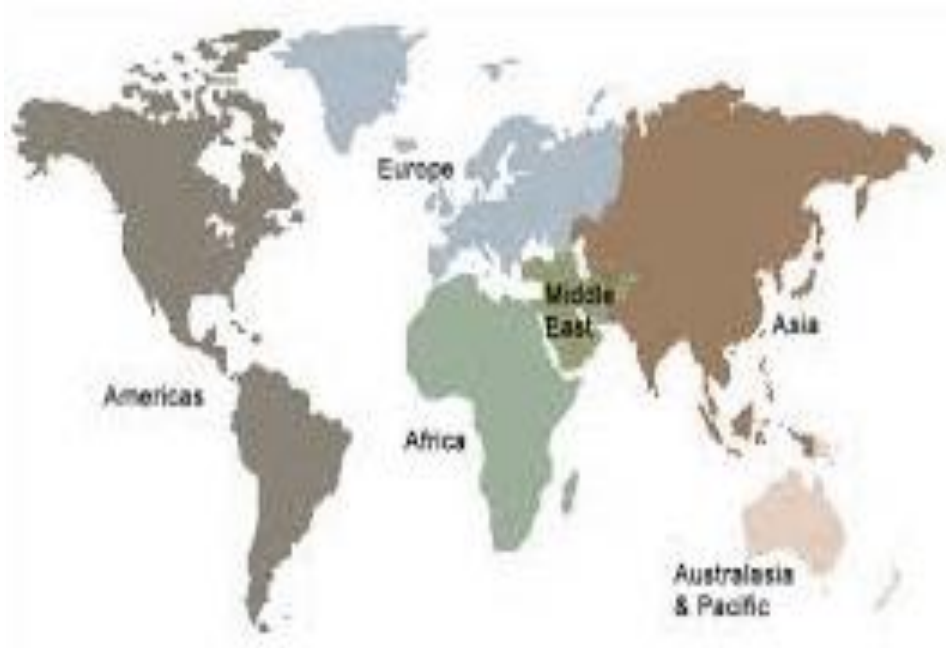 Europe
Middle
East
Asia
Americas
Africa
Australasia
& Pacific